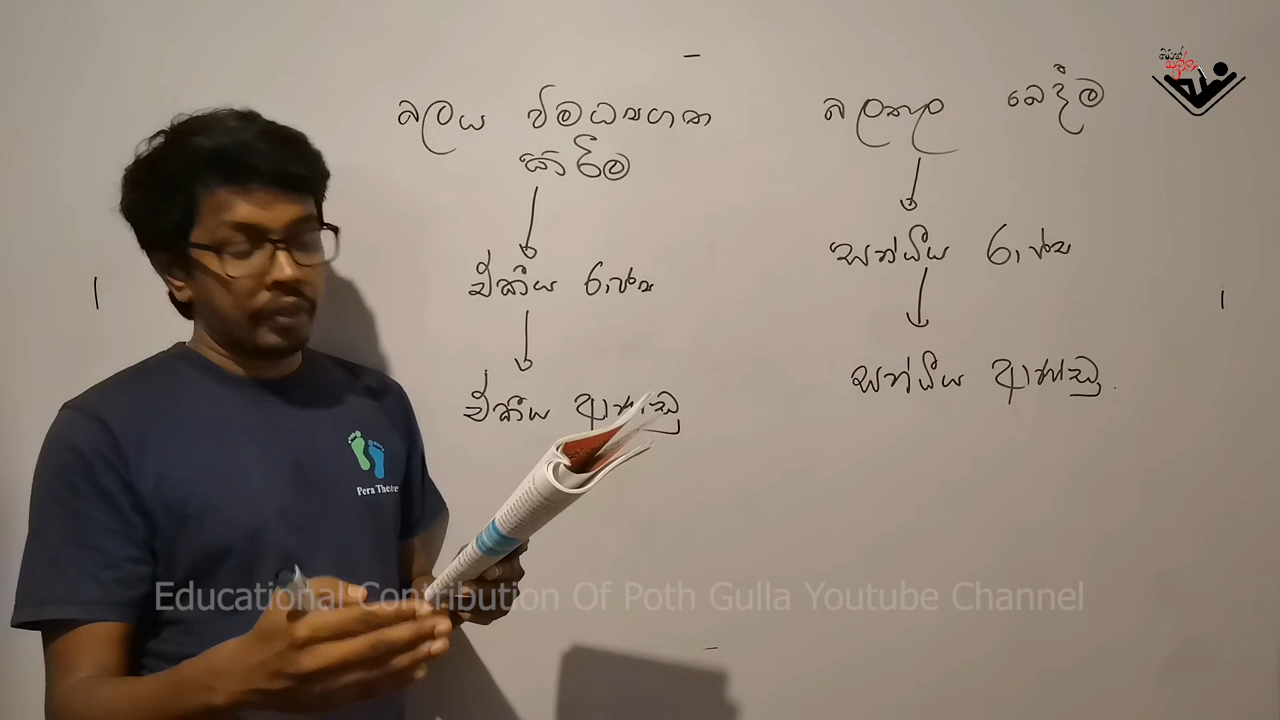 බලය විමධ්‍යගත
කාරීම
ඒකීය රාජ්‍ය
ඒකීය ආණ්ඩු
බලතල බෙදීම
සන්ධීය රාජ්‍ය
සන්ධීය ආණ්ඩු.
Pera Theatre
Educational Contribution Of Poth Gulla Youtube Channel